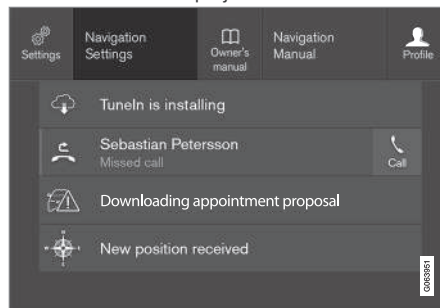 Settings
Navigation
Settings
Owner's
manual
Navigation
Manual
Profile
TuneIn is installing
Sebastian Petersson
Missed call
Call
Downloading appointment proposal
New position received
G063951